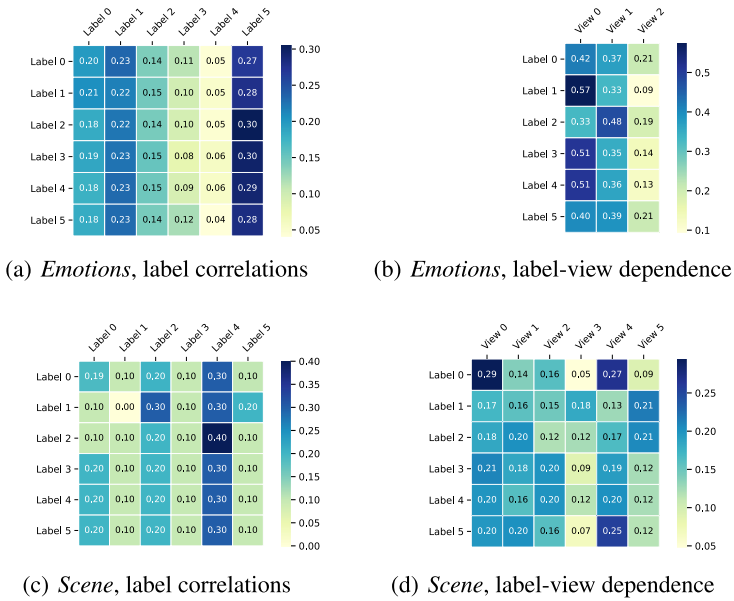 Label 0 Label 1 Label 2 Label 3 Label 4 Label 5
Label 0 0.20 0.23 0.14 0.11 0.05 0.27
Label 1 0.21 0.22 0.15 0.10 0.05 0.28
Label 2 0.18 0.22 0.14 0.10 0.05 0.30
Label 3 0.19 0.23 0.15 0.08 0.06 0.30
Label 4 0.18 0.23 0.15 0.09 0.06 0.29
Label 5 0.18 0.23 0.14 0.12 0.04 0.28
0.30
0.25
0.20
0.15
0.10
0.05
(a) Emotions, label correlations
View 0 View 1 View 2
Label 0 0.42 0.37 0.21
Label 1 0.57 0.33 0.09
Label 2 0.33 0.48 0.19
Label 3 0.51 0.35 0.14
Label 4 0.51 0.36 0.13
Label 5 0.40 0.39 0.21
0.5
0.4
0.3
0.2
0.1
(b) Emotions, label-view dependence
Label 0 Label 1 Label 2 Label 3 Label 4 Label 5
Label 0 0.19 0.10 0.20 0.10 0.30 0.10
Label 1 0.10 0.00 0.30 0.10 0.30 0.20
Label 2 0.10 0.10 0.20 0.10 0.40 0.10
Label 3 0.20 0.10 0.20 0.10 0.30 0.10
Label 4 0.20 0.10 0.20 0.10 0.30 0.10
Label 5 0.20 0.10 0.20 0.10 0.30 0.10
0.40
0.35
0.30
0.25
0.20
0.15
0.10
0.05
0.00
(c) Scene, label correlations
View 0 View 1 View 2 View 3 View 4 View 5
Label 0 0.29 0.14 0.16 0.05 0.27 0.09
Label 1 0.17 0.16 0.15 0.18 0.13 0.21
Label 2 0.18 0.20 0.12 0.12 0.17 0.21
Label 3 0.21 0.18 0.20 0.09 0.19 0.12
Label 4 0.20 0.16 0.20 0.12 0.20 0.12
Label 5 0.20 0.20 0.16 0.07 0.25 0.12
0.25
0.20
0.15
0.10
0.05
(d) Scene, label-view dependence